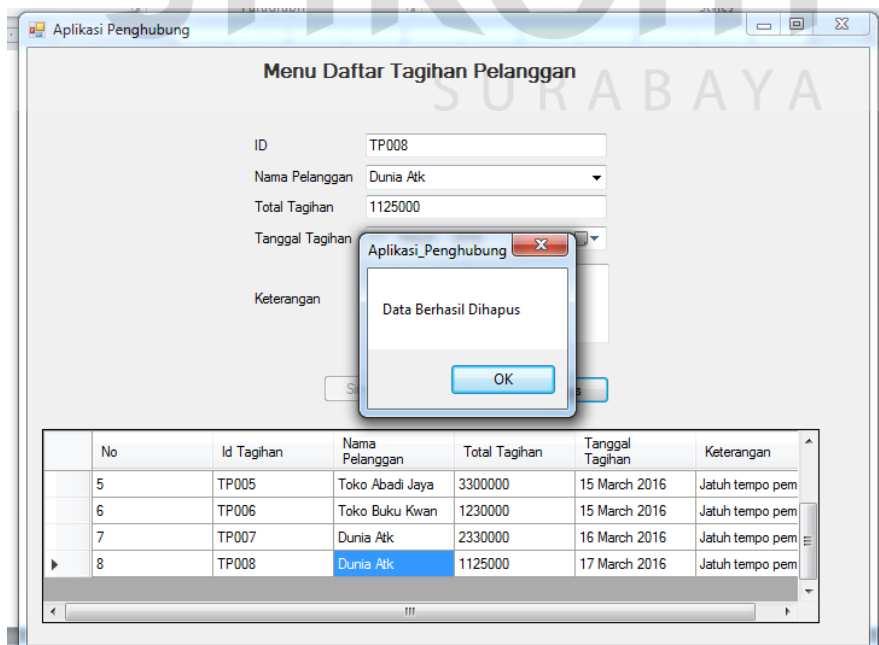 Aplikasi Penghubung
SURABAYA
Menu Daftar Tagihan Pelanggan
ID TP008
Nama Pelanggan Dunia Atk
Total Tagihan 1125000
Tanggal Tagihan
Keterangan
Aplikasi_Penghubung
Data Berhasil Dihapus
OK
No Id Tagihan Nama Pelanggan Total Tagihan Tanggal Tagihan Keterangan
5 TP005 Toko Abadi Jaya 3300000 15 March 2016 Jatuh tempo pem
6 TP006 Toko Buku Kwan 1230000 15 March 2016 Jatuh tempo pem
7 TP007 Dunia Atk 2330000 16 March 2016 Jatuh tempo pem
8 TP008 Dunia Atk 1125000 17 March 2016 Jatuh tempo pem